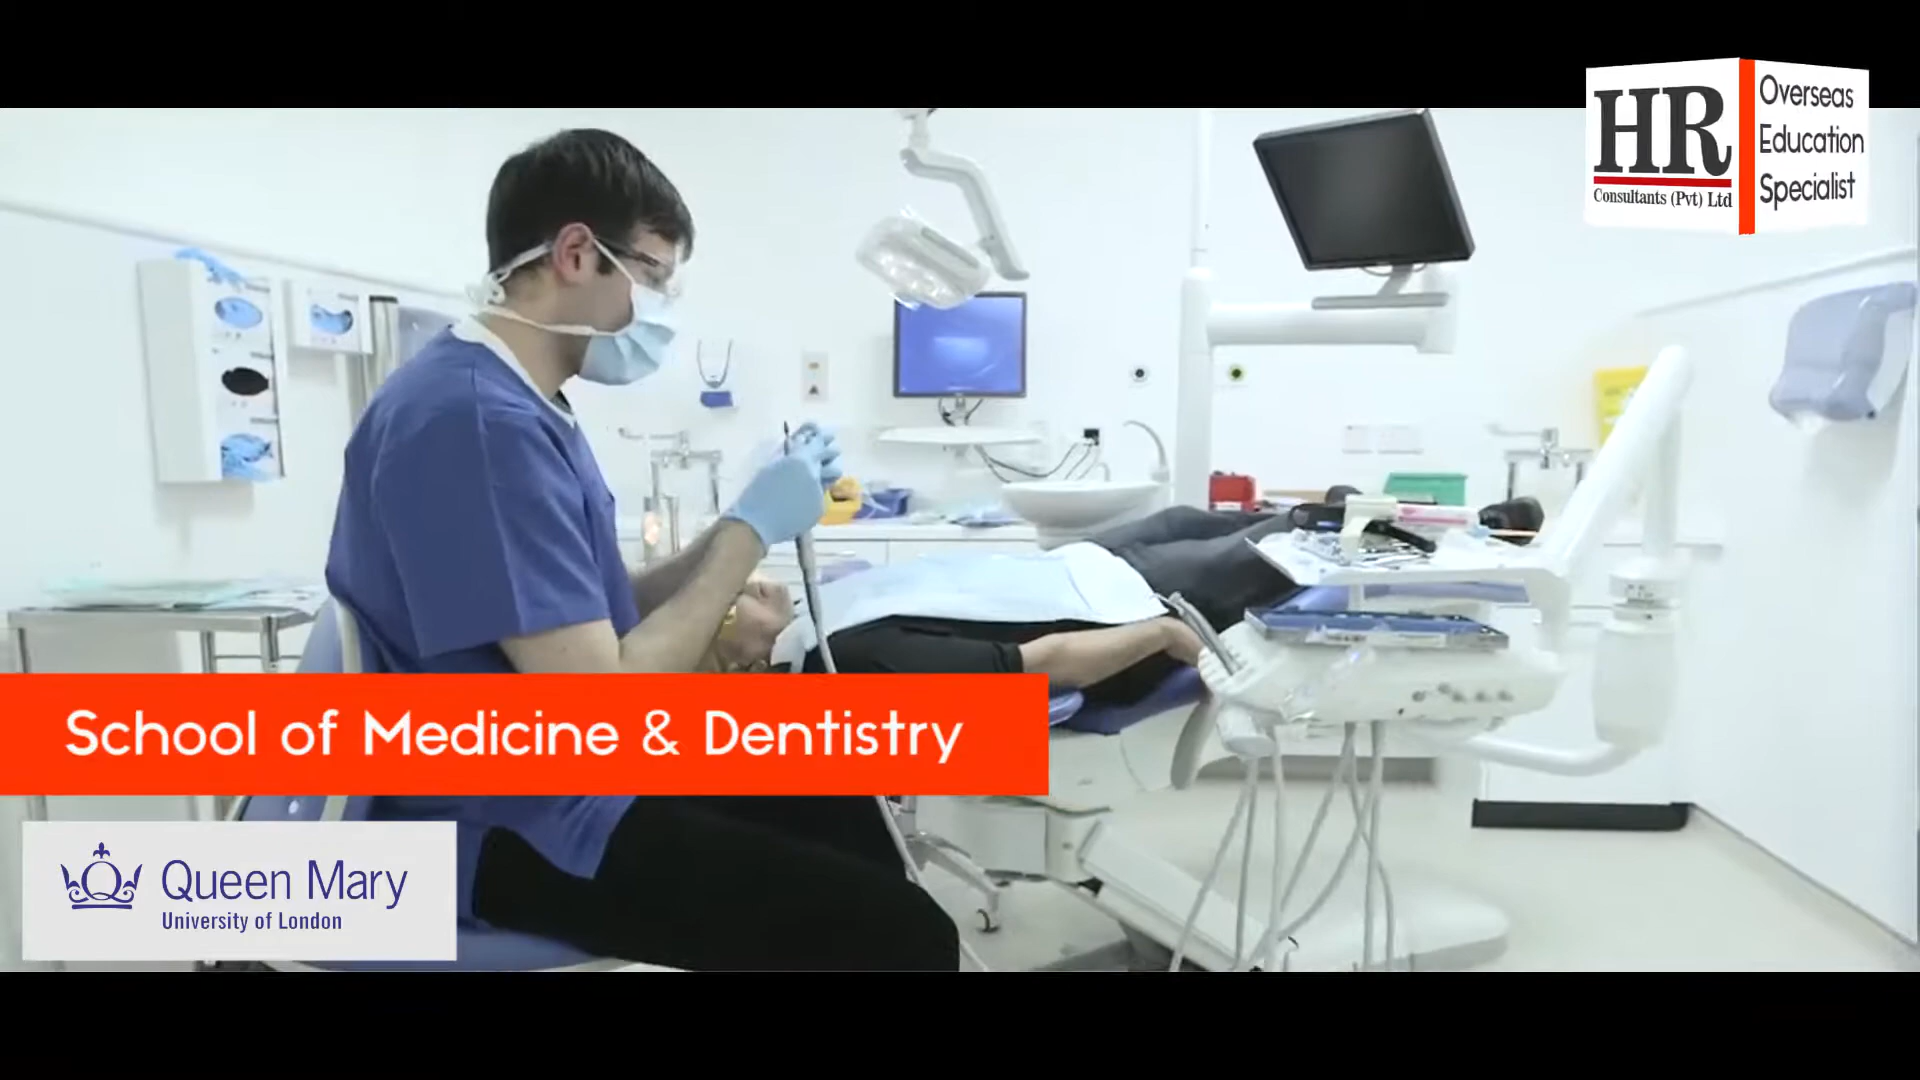 HR
Consultants (Pvt) Ltd
Overseas
Education
Specialist
School of Medicine & Dentistry
Queen Mary
University of London